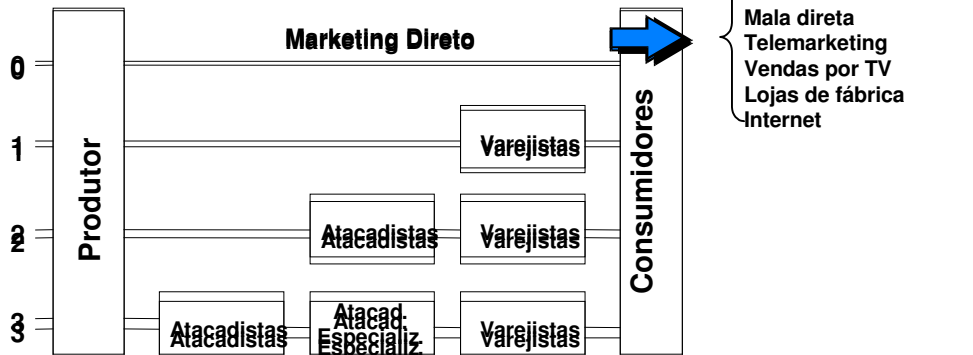 Mala direta
Telemarketing
Vendas por TV
Lojas de fábrica
Internet
Marketing Direto
0
1
2
3
Produtor
Varejistas
Atacadistas
Varejistas
Atacadistas
Atacad.
Especializ.
Varejistas
Consumidores